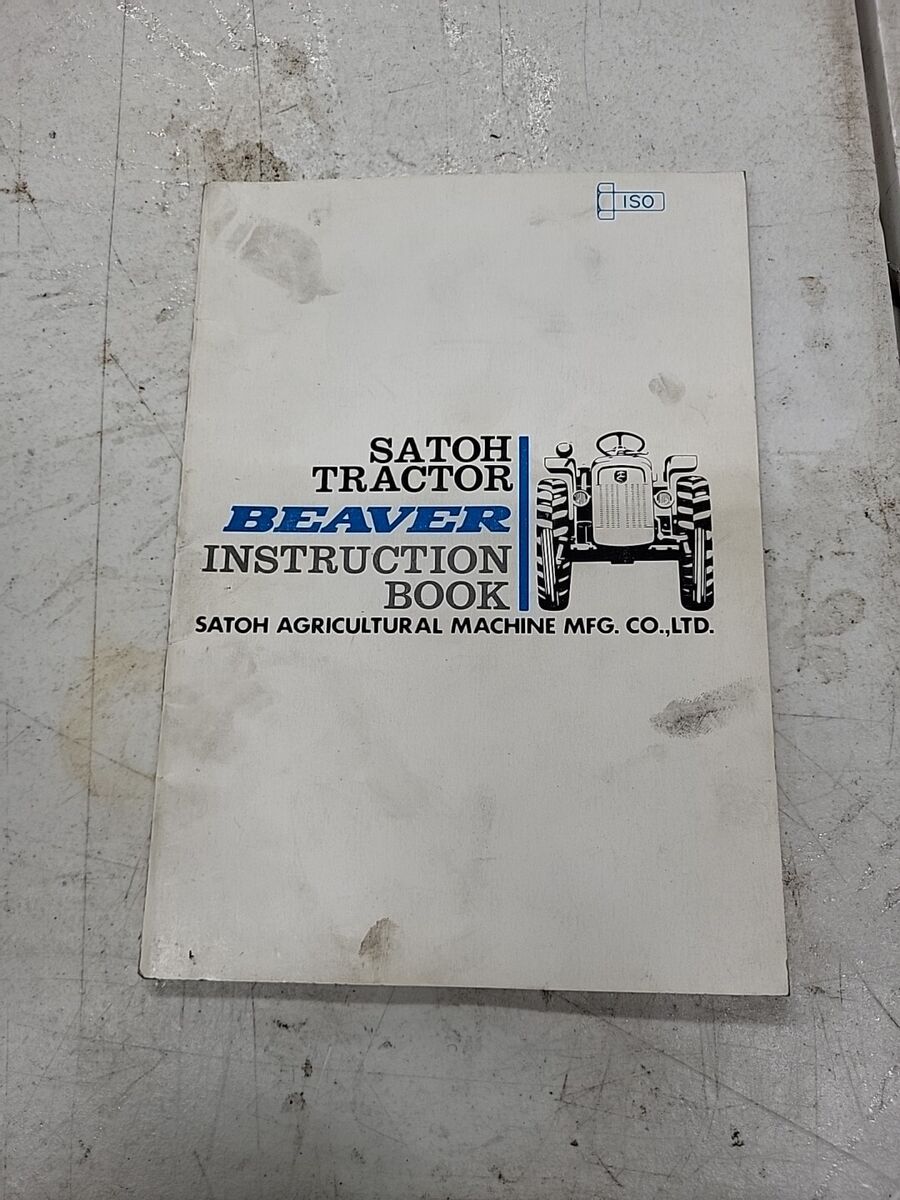 ISO
SATOH
TRACTOR
BEAVER
INSTRUCTION
BOOK
SATOH AGRICULTURAL MACHINE MFG. CO.,LTD.